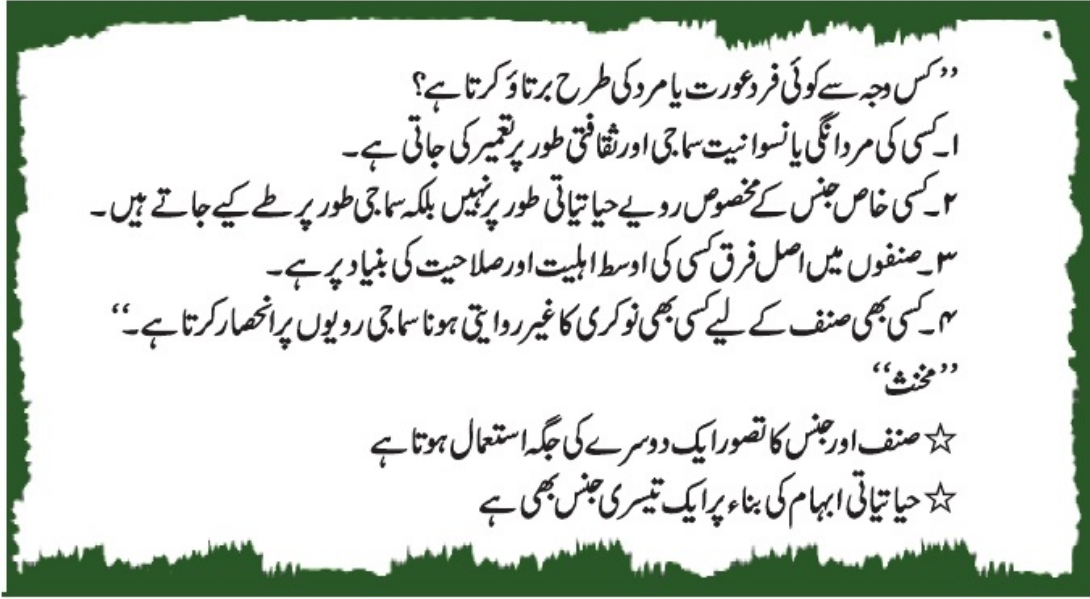 ’’کس وجہ سے کوئی فرد عورت یا مرد کی طرح برتاؤ کرتا ہے؟
۱۔ کسی کی مردانگی یا نسوانیت سماجی اور ثقافتی طور پر تعمیر کی جاتی ہے۔
۲۔ کسی خاص جنس کے مخصوص رویے حیاتیاتی طور پر نہیں بلکہ سماجی طور پر طے کیے جاتے ہیں۔
۳۔ صنفوں میں اصل فرق کسی کی اوسط اہلیت اور صلاحیت کی بنیاد پر ہے۔
۴۔ کسی بھی صنف کے لیے کسی بھی نوکری کا غیر روایتی ہونا سماجی رویوں پر انحصار کرتا ہے۔‘‘
’’مخنث‘‘
☆ صنف اور جنس کا تصور ایک دوسرے کی جگہ استعمال ہوتا ہے
☆ حیاتیاتی ابہام کی بناء پر ایک تیسری جنس بھی ہے